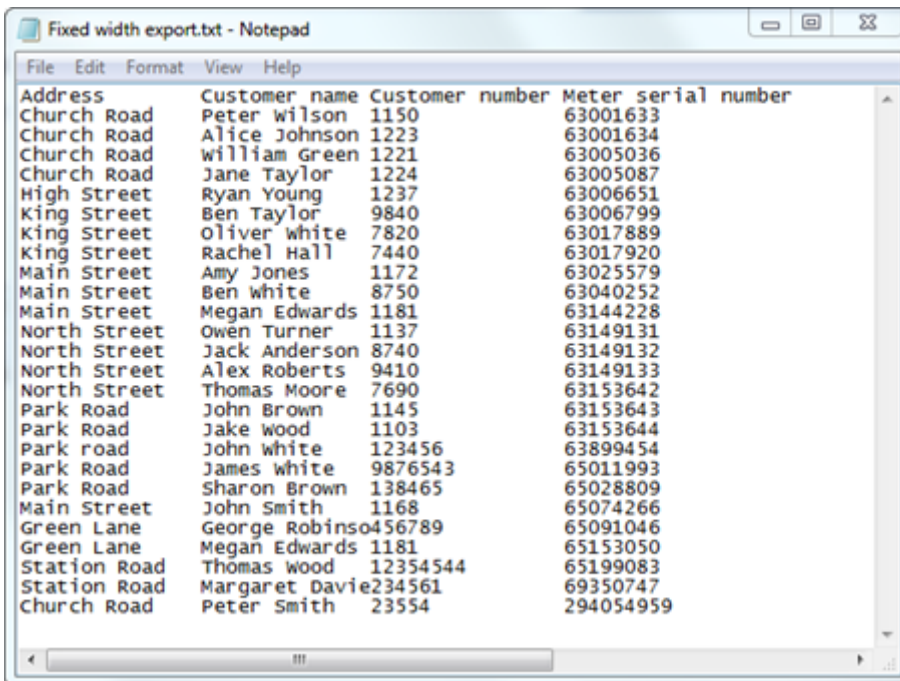 Fixed width export.txt - Notepad
File Edit Format View Help
Address Customer name Customer number Meter serial number
Church Road Peter Wilson 1150 63001633
Church Road Alice Johnson 1223 63001634
Church Road William Green 1221 63005036
Church Road Jane Taylor 1224 63005087
High Street Ryan Young 1237 63006651
King Street Ben Taylor 9840 63006799
King Street Oliver White 7820 63017889
King Street Rachel Hall 7440 63017920
Main Street Amy Jones 1172 63025579
Main Street Ben White 8750 63040252
Main Street Megan Edwards 1181 63144228
North Street Owen Turner 1137 63149131
North Street Jack Anderson 8740 63149132
North Street Alex Roberts 9410 63149133
North Street Thomas Moore 7690 63153642
Park Road John Brown 1145 63153643
Park Road Jake Wood 1103 63153644
Park road John White 123456 63899454
Park Road James White 9876543 65011993
Park Road Sharon Brown 138465 65028809
Main Street John Smith 1168 65074266
Green Lane George Robinso456789 65091046
Green Lane Megan Edwards 1181 65153050
Station Road Thomas Wood 12354544 65199083
Station Road Margaret Davie234561 69350747
Church Road Peter Smith 23554 294054959